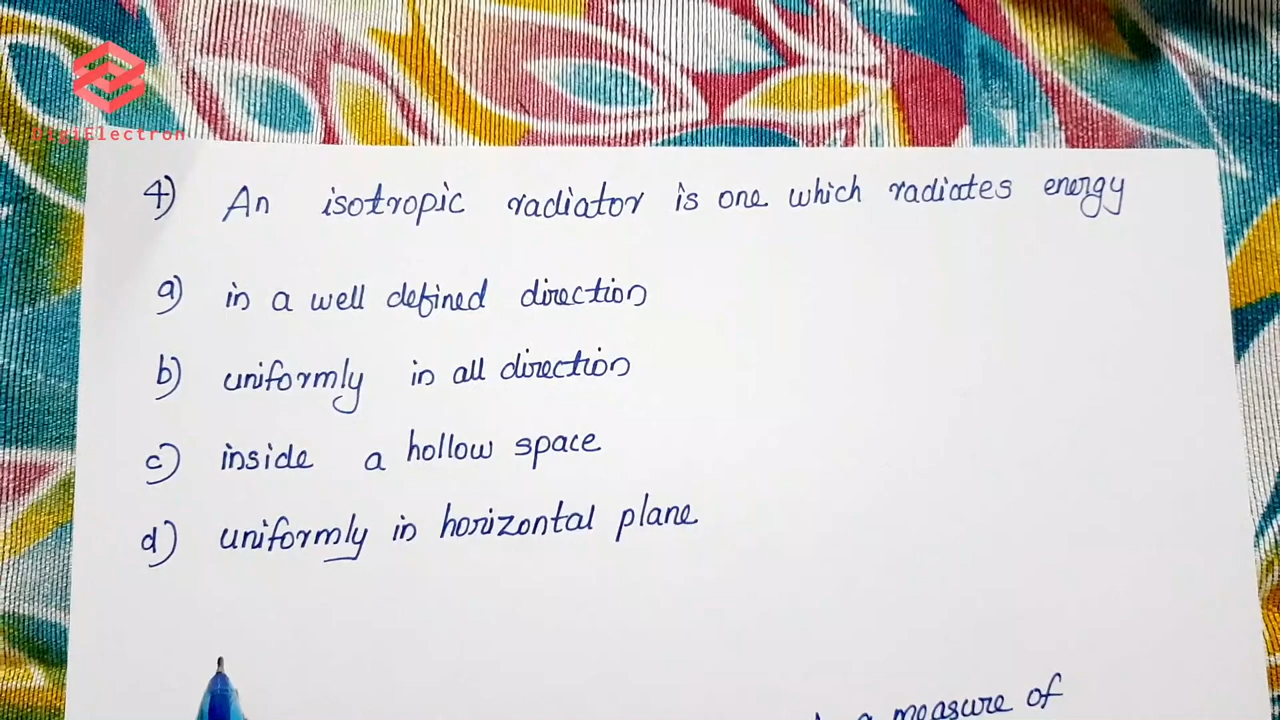 DigiElectron
4) An isotropic radiator is one which radiates energy
a) in a well defined direction
b) uniformly in all direction
c) inside a hollow space
d) uniformly in horizontal plane
a measure of